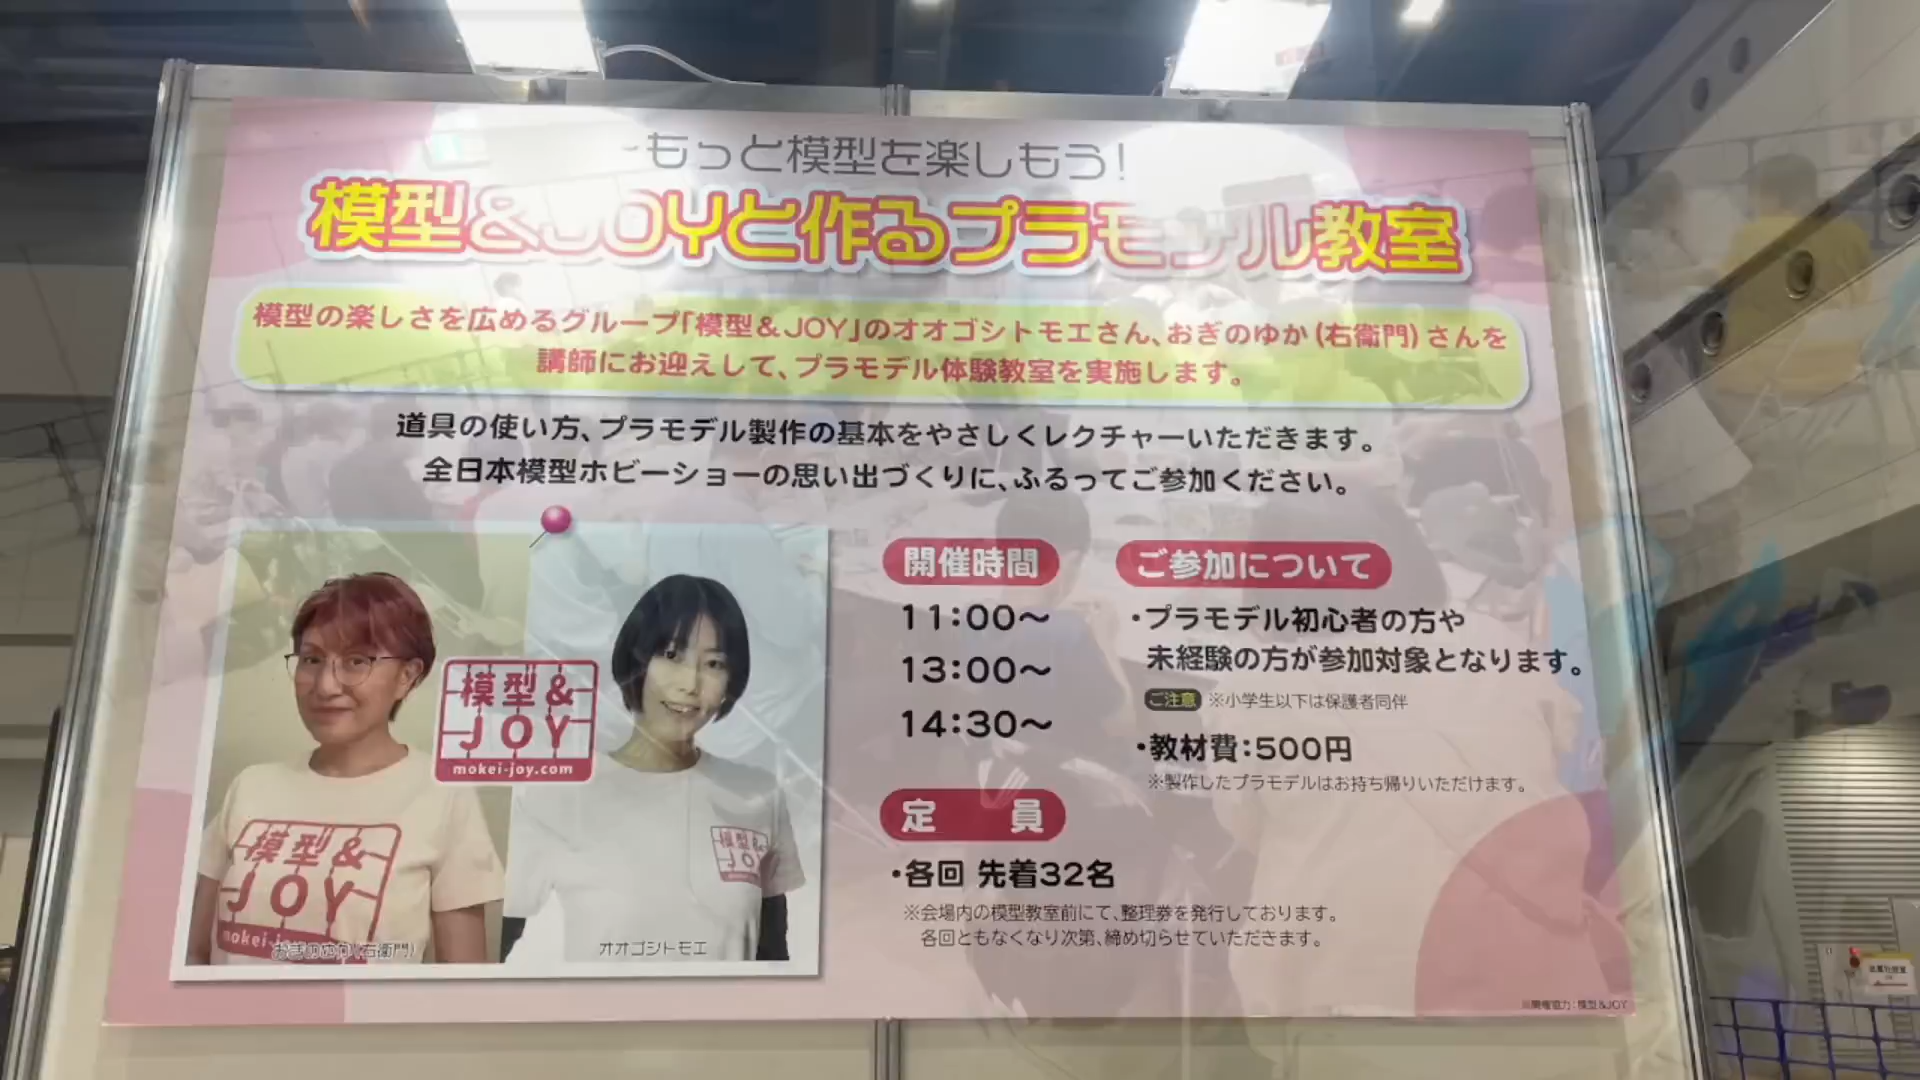 もっと模型を楽しもう！
模型&JOYと作るプラモデル教室
模型の楽しさを広めるグループ「模型＆JOY」のオオゴシトモエさん、おぎのゆか(右衛門)さんを
講師にお迎えして、プラモデル体験教室を実施します。
道具の使い方、プラモデル製作の基本をやさしくレクチャーいただきます。
全日本模型ホビーショーの思い出づくりに、ふるってご参加ください。
開催時間
11:00〜
13:00〜
14:30〜
定員
・各回 先着32名
※会場内の模型教室前にて、整理券を発行しております。
各回ともなくなり次第、締め切らせていただきます。
ご参加について
・プラモデル初心者の方や
未経験の方が参加対象となります。
ご注意 ※小学生以下は保護者同伴
・教材費：500円
※製作したプラモデルはお持ち帰りいただけます。
模型&
JOY
mokei-joy.com
模型&
JOY
mokei-j
模型&
JO
おぎのゆか(右衛門)
オオゴシトモエ
※開催協力：模型&JOY